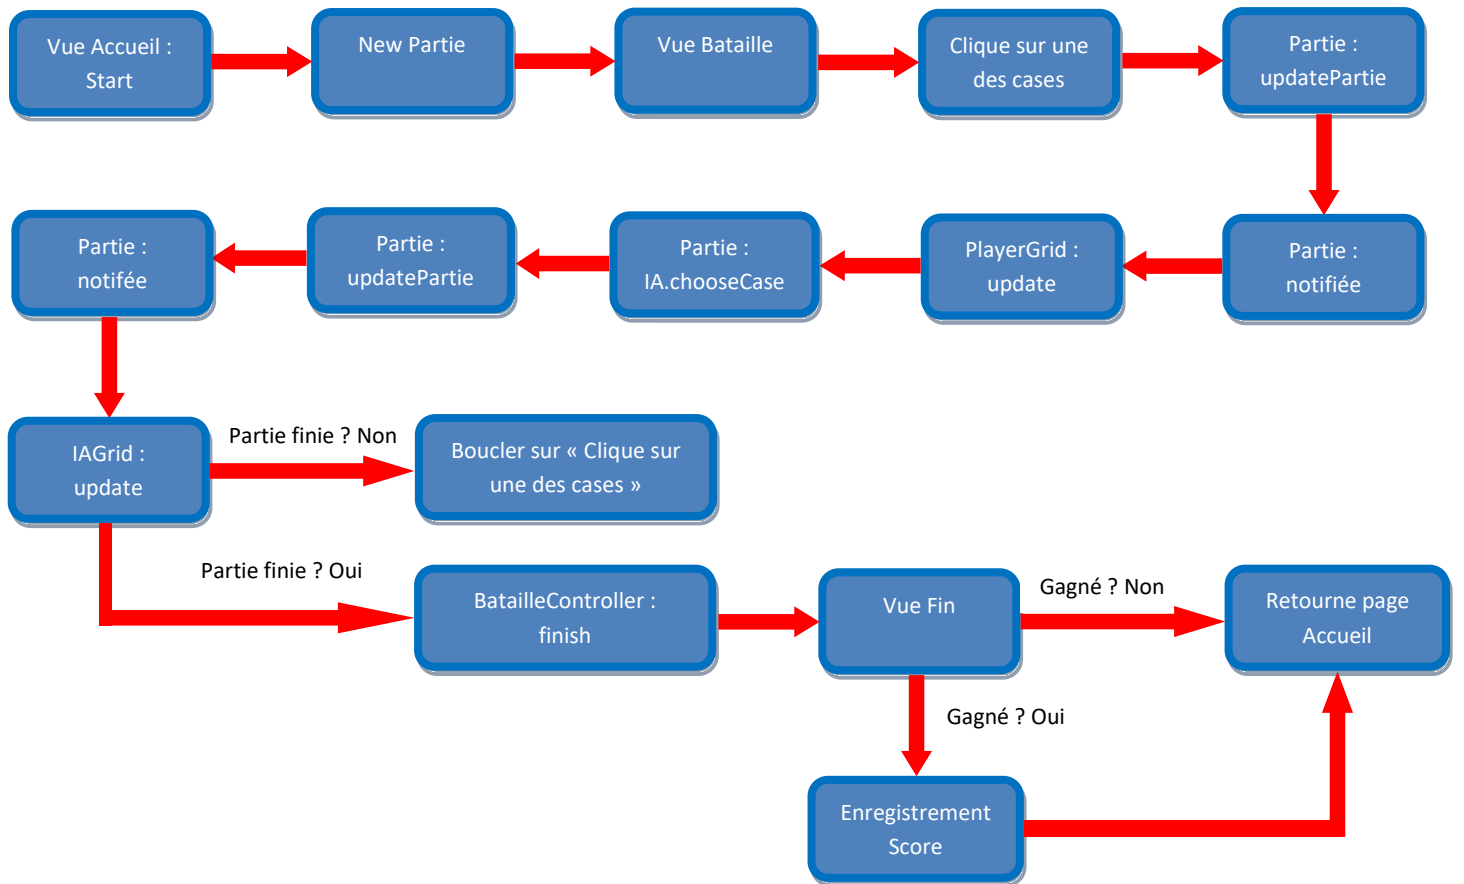 Vue Accueil :
Start
New Partie
Vue Bataille
Clique sur une
des cases
Partie :
updatePartie
Partie :
notifée
Partie :
updatePartie
Partie :
IA.chooseCase
PlayerGrid :
update
Partie :
notifiée
IAGrid :
update
Partie finie ? Non
Boucler sur « Clique sur
une des cases »
Partie finie ? Oui
BatailleController :
finish
Vue Fin
Gagné ? Non
Retourne page
Accueil
Gagné ? Oui
Enregistrement
Score